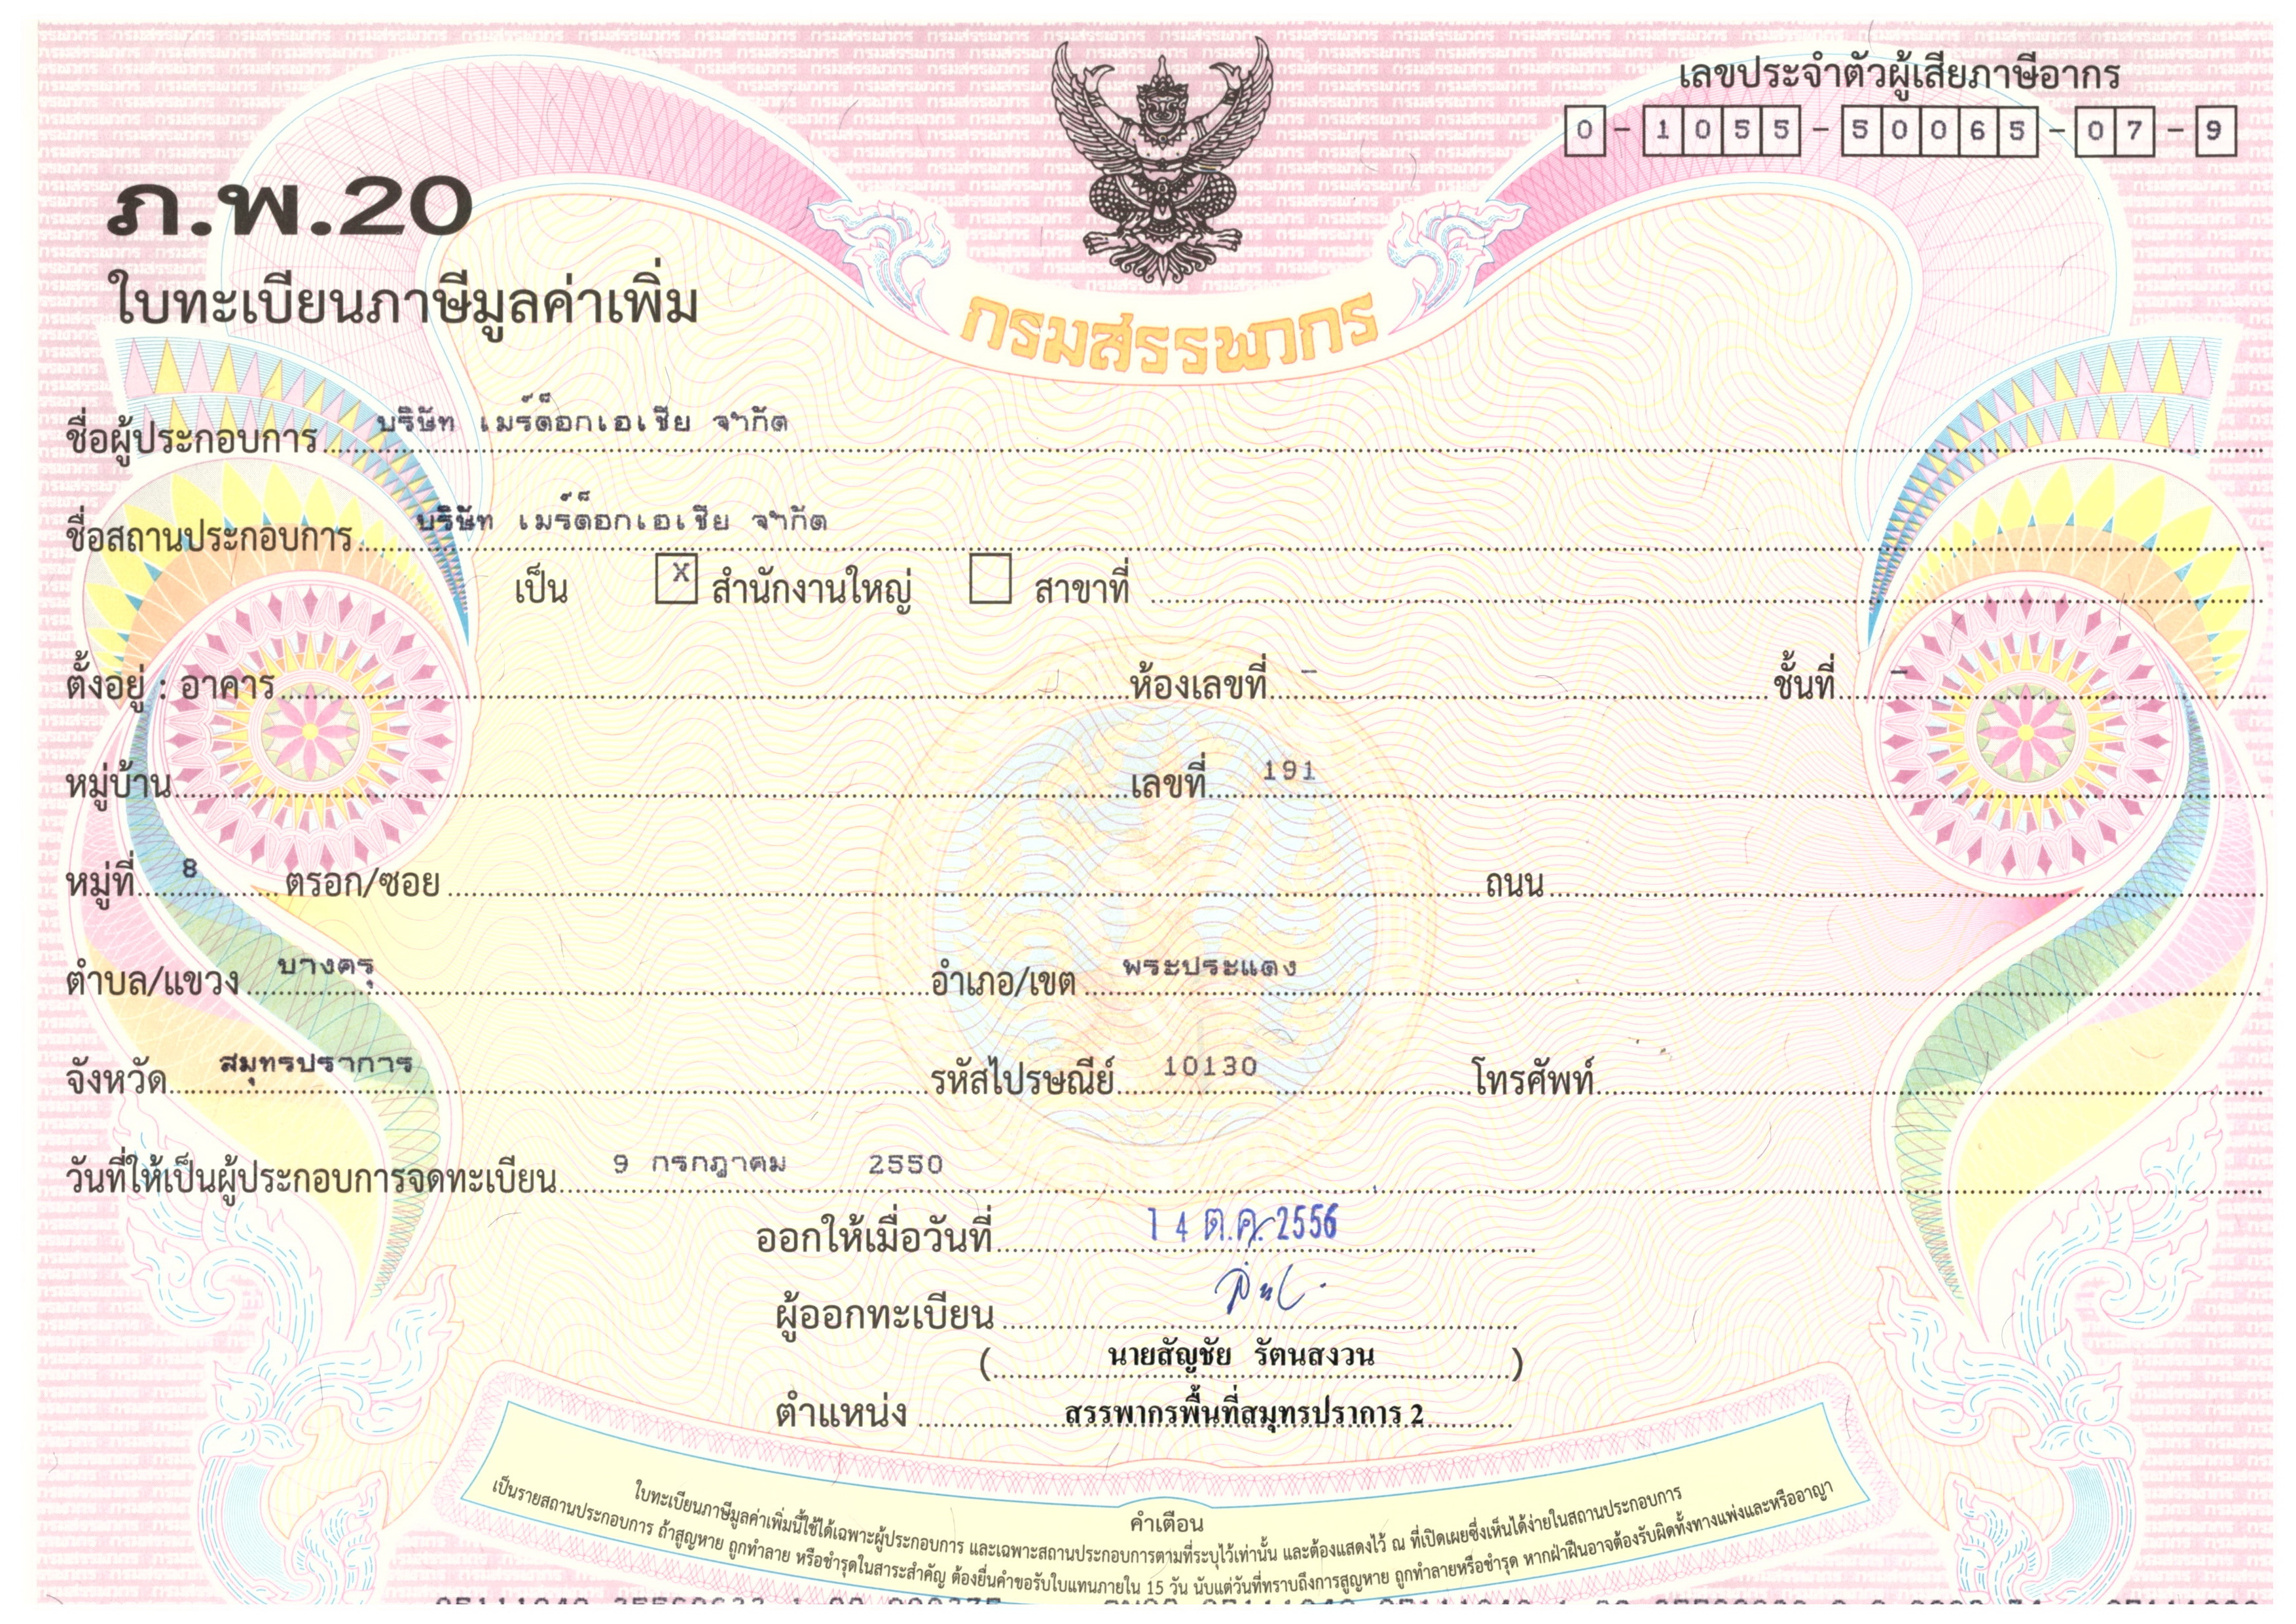 เลขประจำตัวผู้เสียภาษีอากร
0-1055-50065-07-9
ภ.พ.20
ใบทะเบียนภาษีมูลค่าเพิ่ม
กรมสรรพากร
ชื่อผู้ประกอบการ บริษัท เมร์ด็อกเอเชีย จำกัด
ชื่อสถานประกอบการ บริษัท เมร์ด็อกเอเชีย จำกัด
เป็น X สำนักงานใหญ่ สาขาที่
ตั้งอยู่ : อาคาร ห้องเลขที่ - ชั้นที่ -
หมู่บ้าน เลขที่ 191
หมู่ที่ 8 ตรอก/ซอย ถนน
ตำบล/แขวง บางครุ อำเภอ/เขต พระประแดง
จังหวัด สมุทรปราการ รหัสไปรษณีย์ 10130 โทรศัพท์
วันที่ให้เป็นผู้ประกอบการจดทะเบียน 9 กรกฎาคม 2550
ออกให้เมื่อวันที่ 14 ต.ค. 2556
ผู้ออกทะเบียน
( นายสัญชัย รัตนสงวน )
ตำแหน่ง สรรพากรพื้นที่สมุทรปราการ 2
คำเตือน
ใบทะเบียนภาษีมูลค่าเพิ่มนี้ใช้ได้เฉพาะผู้ประกอบการ และเฉพาะสถานประกอบการตามที่ระบุไว้เท่านั้น และต้องแสดงไว้ ณ ที่เปิดเผยซึ่งเห็นได้ง่ายในสถานประกอบการ
เป็นรายสถานประกอบการ ถ้าสูญหาย ถูกทำลาย หรือชำรุดในสาระสำคัญ ต้องยื่นคำขอรับใบแทนภายใน 15 วัน นับแต่วันที่ทราบถึงการสูญหาย ถูกทำลายหรือชำรุด หากฝ่าฝืนอาจต้องรับผิดทั้งทางแพ่งและหรืออาญา